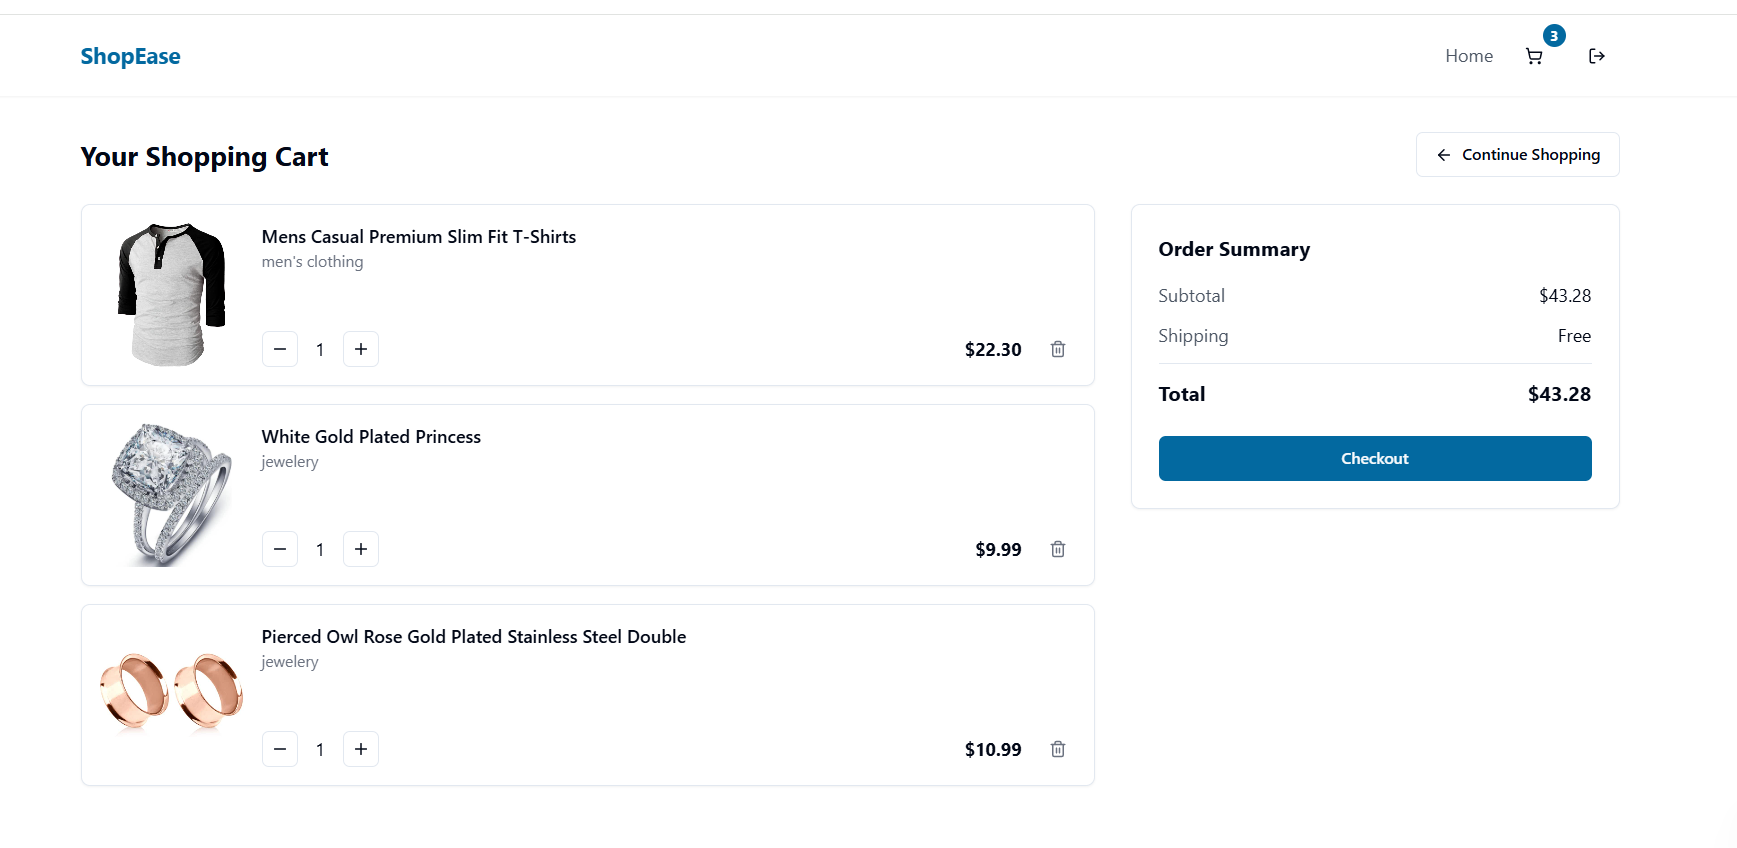 ShopEase
Home
3
Your Shopping Cart
Continue Shopping
Mens Casual Premium Slim Fit T-Shirts
men's clothing
1
$22.30
White Gold Plated Princess
jewelery
1
$9.99
Pierced Owl Rose Gold Plated Stainless Steel Double
jewelery
1
$10.99
Order Summary
Subtotal $43.28
Shipping Free
Total $43.28
Checkout